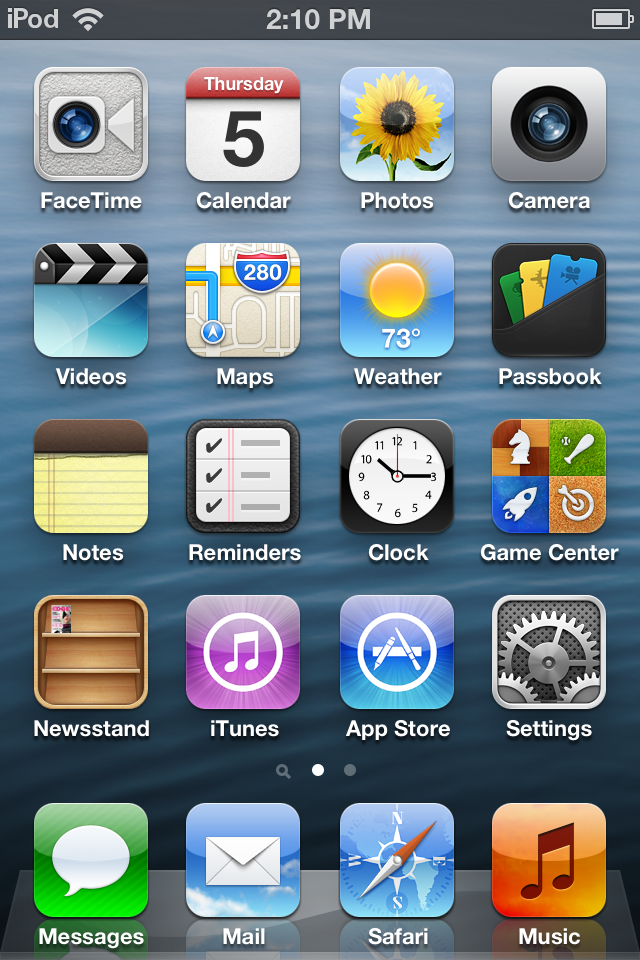 iPod 2:10 PM
Thursday
5
FaceTime Calendar Photos Camera
280
73°
Videos Maps Weather Passbook
12
11 1
10 2
9 3
8 4
7 5
6
Notes Reminders Clock Game Center
Newsstand iTunes App Store Settings
N
W E
S
Messages Mail Safari Music